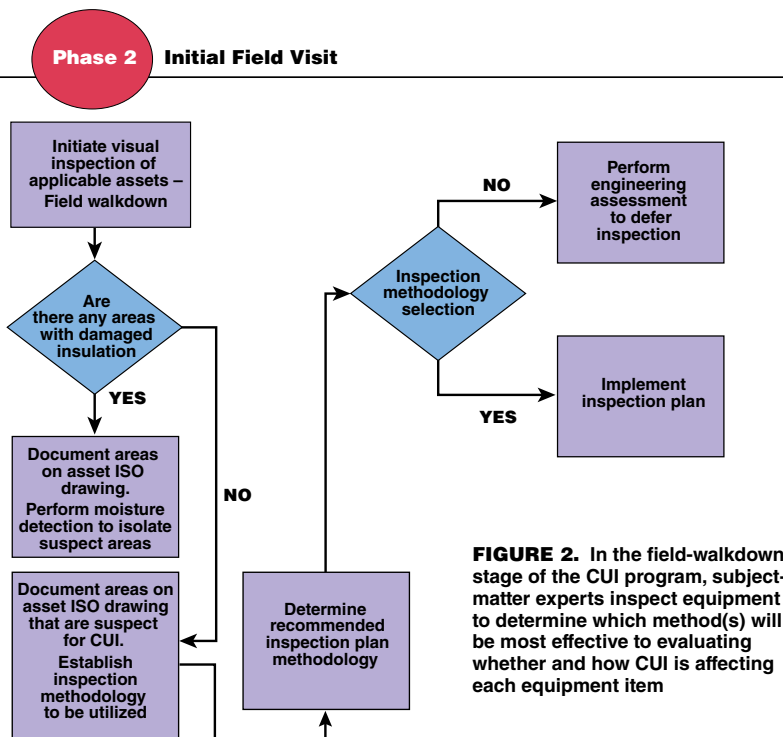 Phase 2 Initial Field Visit
Initiate visual
inspection of
applicable assets –
Field walkdown
Are
there any areas
with damaged
insulation
YES
Document areas
on asset ISO
drawing.
Perform moisture
detection to isolate
suspect areas
NO
Document areas on
asset ISO drawing
that are suspect
for CUI.
Establish
inspection
methodology
to be utilized
Determine
recommended
inspection plan
methodology
Inspection
methodology
selection
NO
Perform
engineering
assessment
to defer
inspection
YES
Implement
inspection plan
FIGURE 2. In the field-walkdown
stage of the CUI program, subject-
matter experts inspect equipment
to determine which method(s) will
be most effective to evaluating
whether and how CUI is affecting
each equipment item